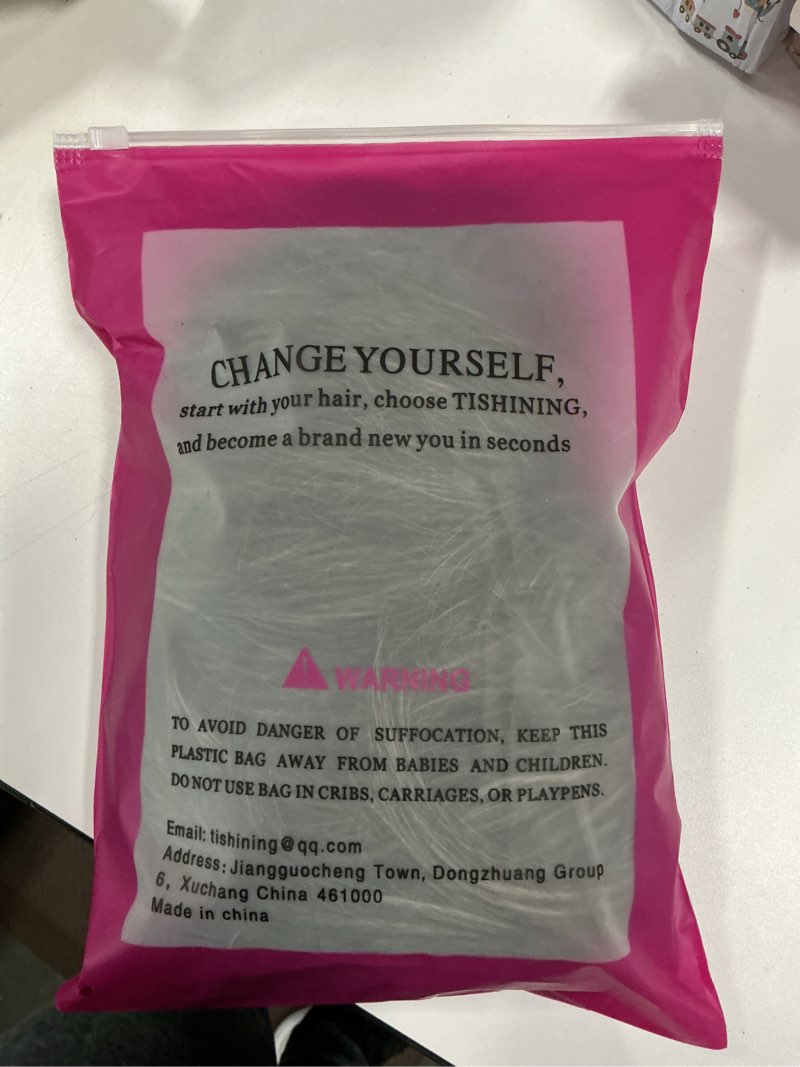 CHANGE YOURSELF,
start with your hair, choose TISHINING,
and become a brand new you in seconds
WARNING
TO AVOID DANGER OF SUFFOCATION, KEEP THIS
PLASTIC BAG AWAY FROM BABIES AND CHILDREN.
DO NOT USE BAG IN CRIBS, CARRIAGES, OR PLAYPENS.
Email: tishining@qq.com
Address: Jiangguocheng Town, Dongzhuang Group
6, Xuchang China 461000
Made in china